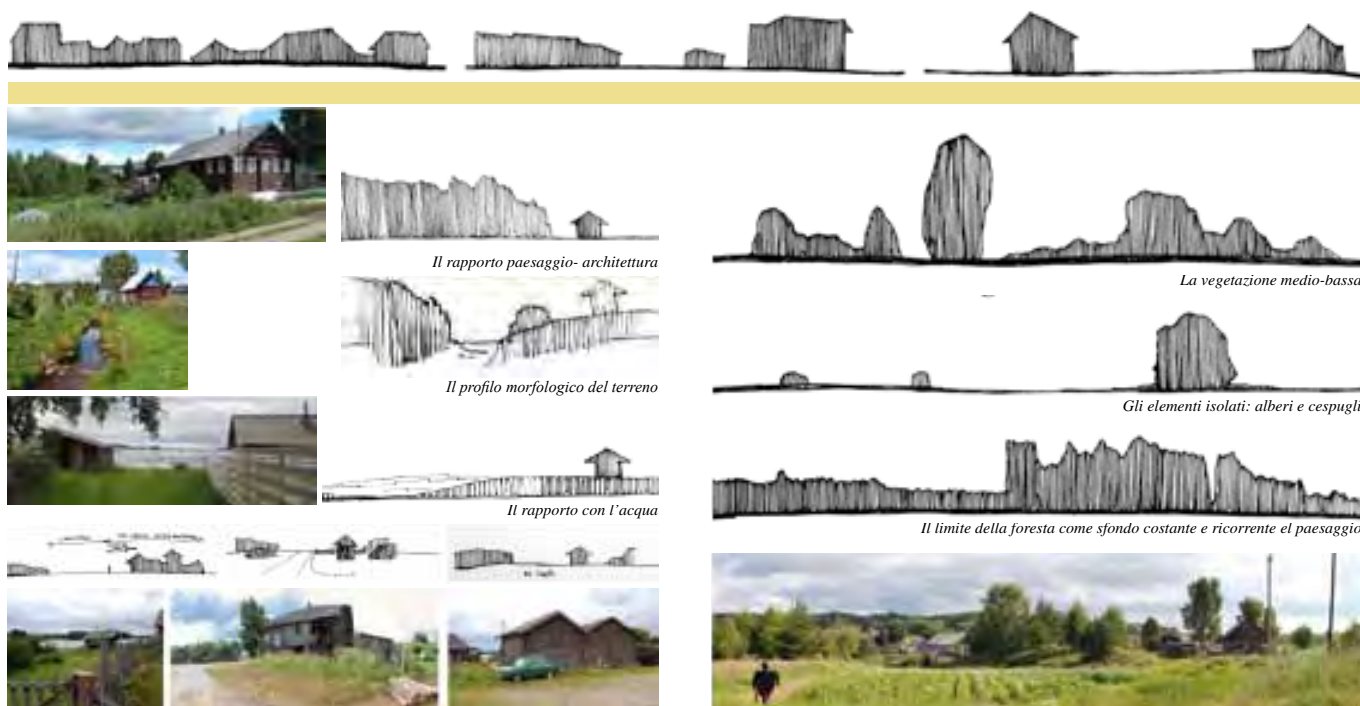 Il rapporto paesaggio- architettura
Il profilo morfologico del terreno
Il rapporto con l'acqua
La vegetazione medio-bassa
Gli elementi isolati: alberi e cespugli
Il limite della foresta come sfondo costante e ricorrente el paesaggio